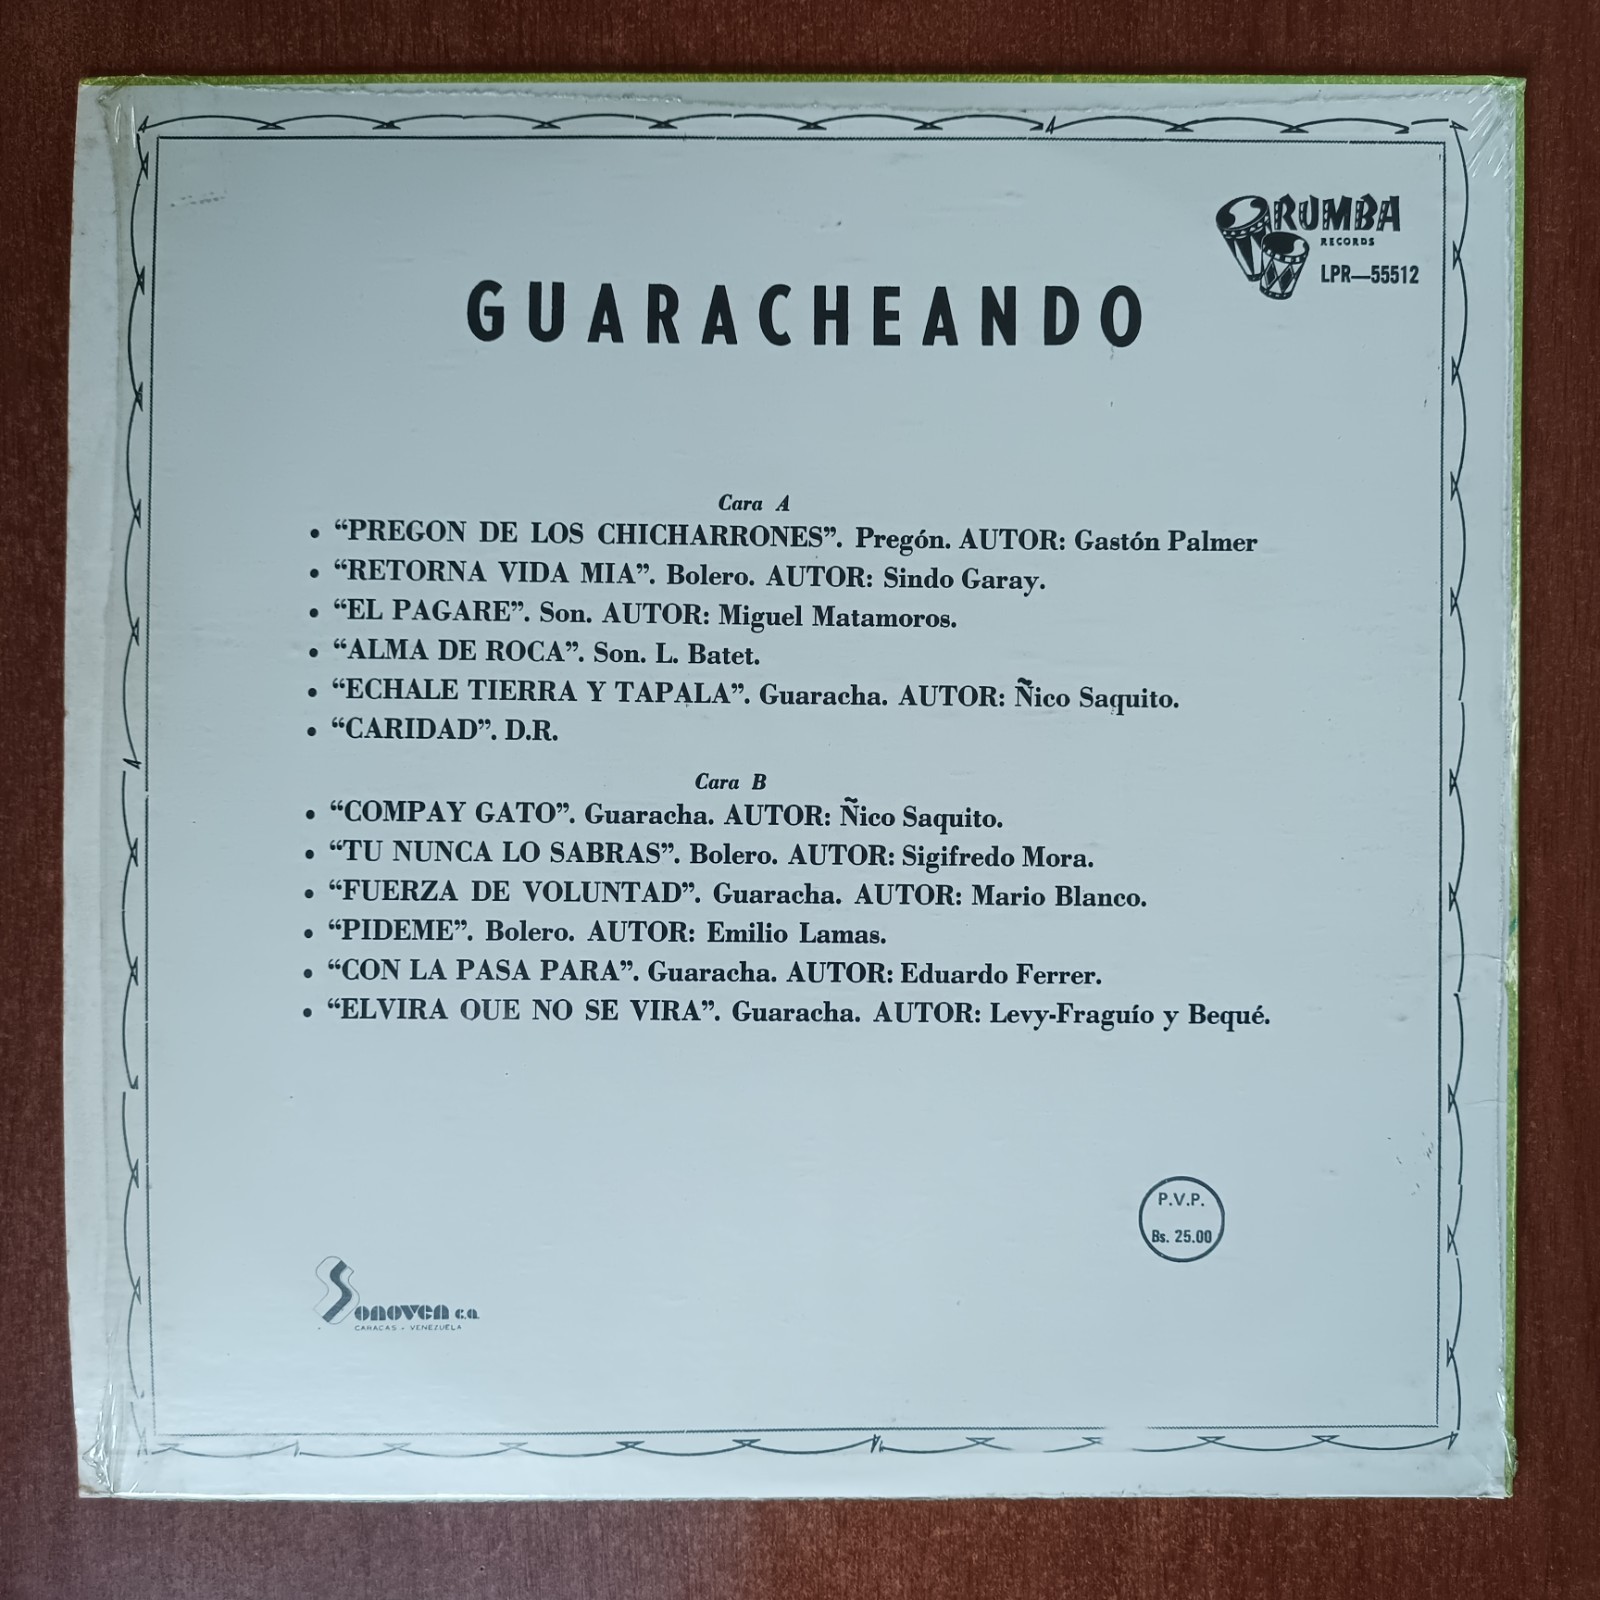 RUMBA
RECORDS
LPR—55512
GUARACHEANDO
Cara A
• “PREGON DE LOS CHICHARRONES”. Pregón. AUTOR: Gastón Palmer
• “RETORNA VIDA MIA”. Bolero. AUTOR: Sindo Garay.
• “EL PAGARE”. Son. AUTOR: Miguel Matamoros.
• “ALMA DE ROCA”. Son. L. Batet.
• “ECHALE TIERRA Y TAPALA”. Guaracha. AUTOR: Ñico Saquito.
• “CARIDAD”. D.R.
Cara B
• “COMPAY GATO”. Guaracha. AUTOR: Ñico Saquito.
• “TU NUNCA LO SABRAS”. Bolero. AUTOR: Sigifredo Mora.
• “FUERZA DE VOLUNTAD”. Guaracha. AUTOR: Mario Blanco.
• “PIDEME”. Bolero. AUTOR: Emilio Lamas.
• “CON LA PASA PARA”. Guaracha. AUTOR: Eduardo Ferrer.
• “ELVIRA QUE NO SE VIRA”. Guaracha. AUTOR: Levy-Fraguío y Bequé.
P.V.P.
Bs. 25.00
Sonoven c.a.
CARACAS - VENEZUELA